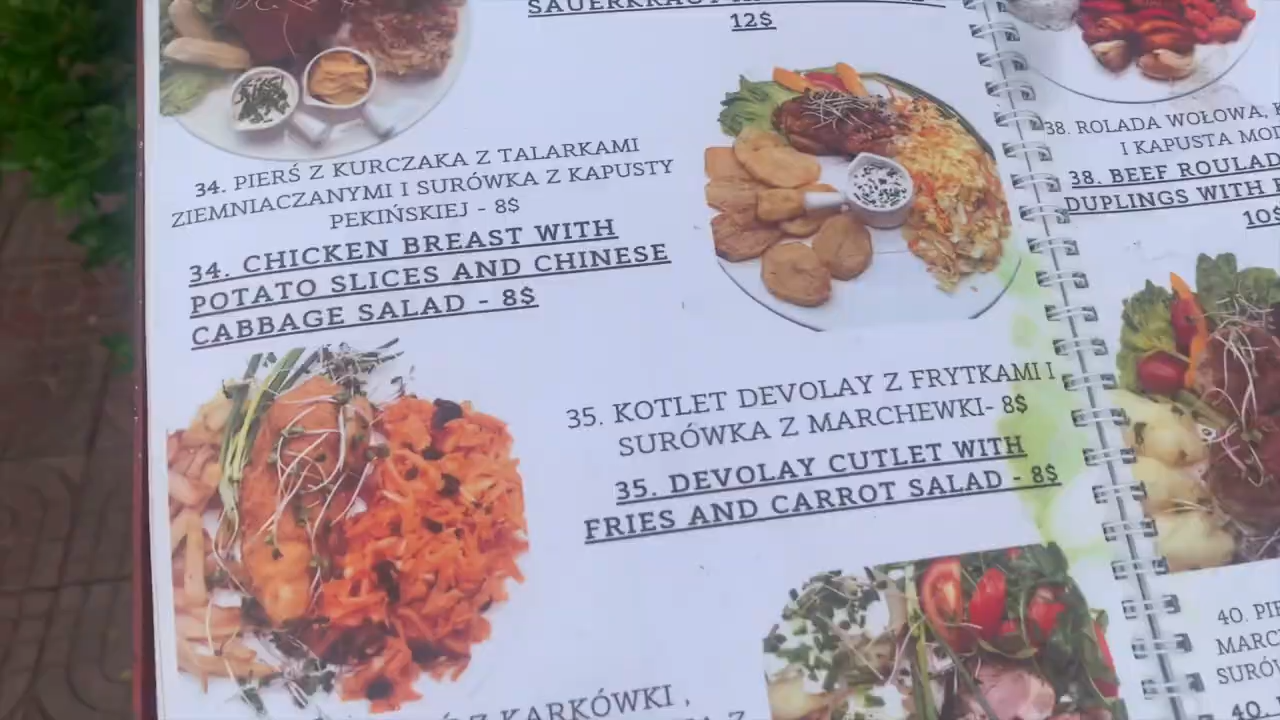 12$
34. PIERŚ Z KURCZAKA Z TALARKAMI
ZIEMNIACZANYMI I SURÓWKA Z KAPUSTY
PEKIŃSKIEJ - 8$
34. CHICKEN BREAST WITH
POTATO SLICES AND CHINESE
CABBAGE SALAD - 8$
35. KOTLET DEVOLAY Z FRYTKAMI I
SURÓWKA Z MARCHEWKI- 8$
35. DEVOLAY CUTLET WITH
FRIES AND CARROT SALAD - 8$
Z KARKÓWKI ,
38. ROLADA WOŁOWA,
I KAPUSTA
38. BEEF
DUPLINGS WITH
10$
40.
40.